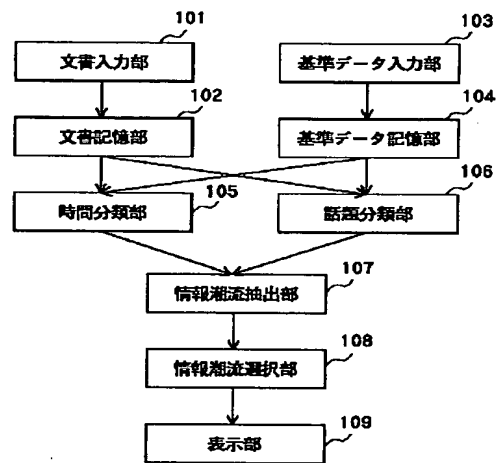 101
文書入力部
103
基準データ入力部
102
文書記憶部
104
基準データ記憶部
105
時間分類部
106
話題分類部
107
情報潮流抽出部
108
情報潮流選択部
109
表示部